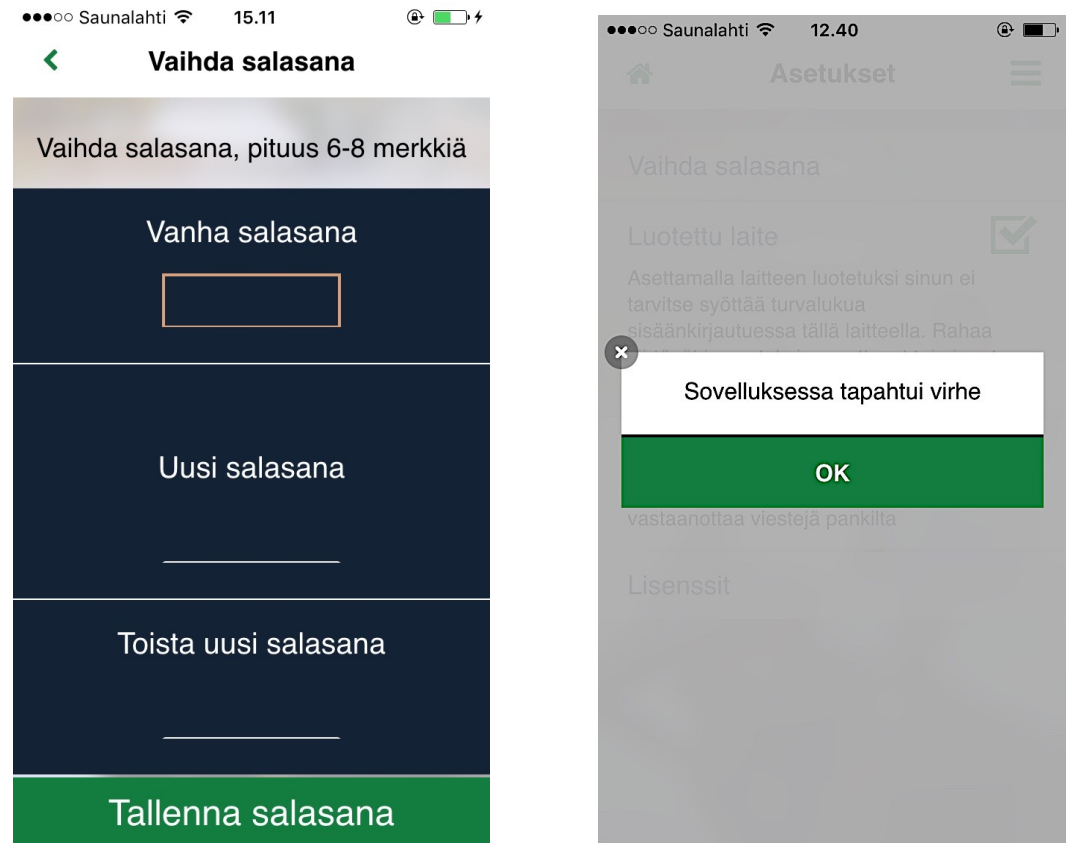 Saunalahti 15.11
Vaihda salasana
Vaihda salasana, pituus 6-8 merkkiä
Vanha salasana
Uusi salasana
Toista uusi salasana
Tallenna salasana
Saunalahti 12.40
Asetukset
Vaihda salasana
Luotettu laite
Asettamalla laitteen luotetuksi sinun ei
tarvitse syöttää turvalukua
sisäänkirjautuessa tällä laitteella. Rahaa
Sovelluksessa tapahtui virhe
OK
vastaanottaa viestejä pankilta
Lisenssit